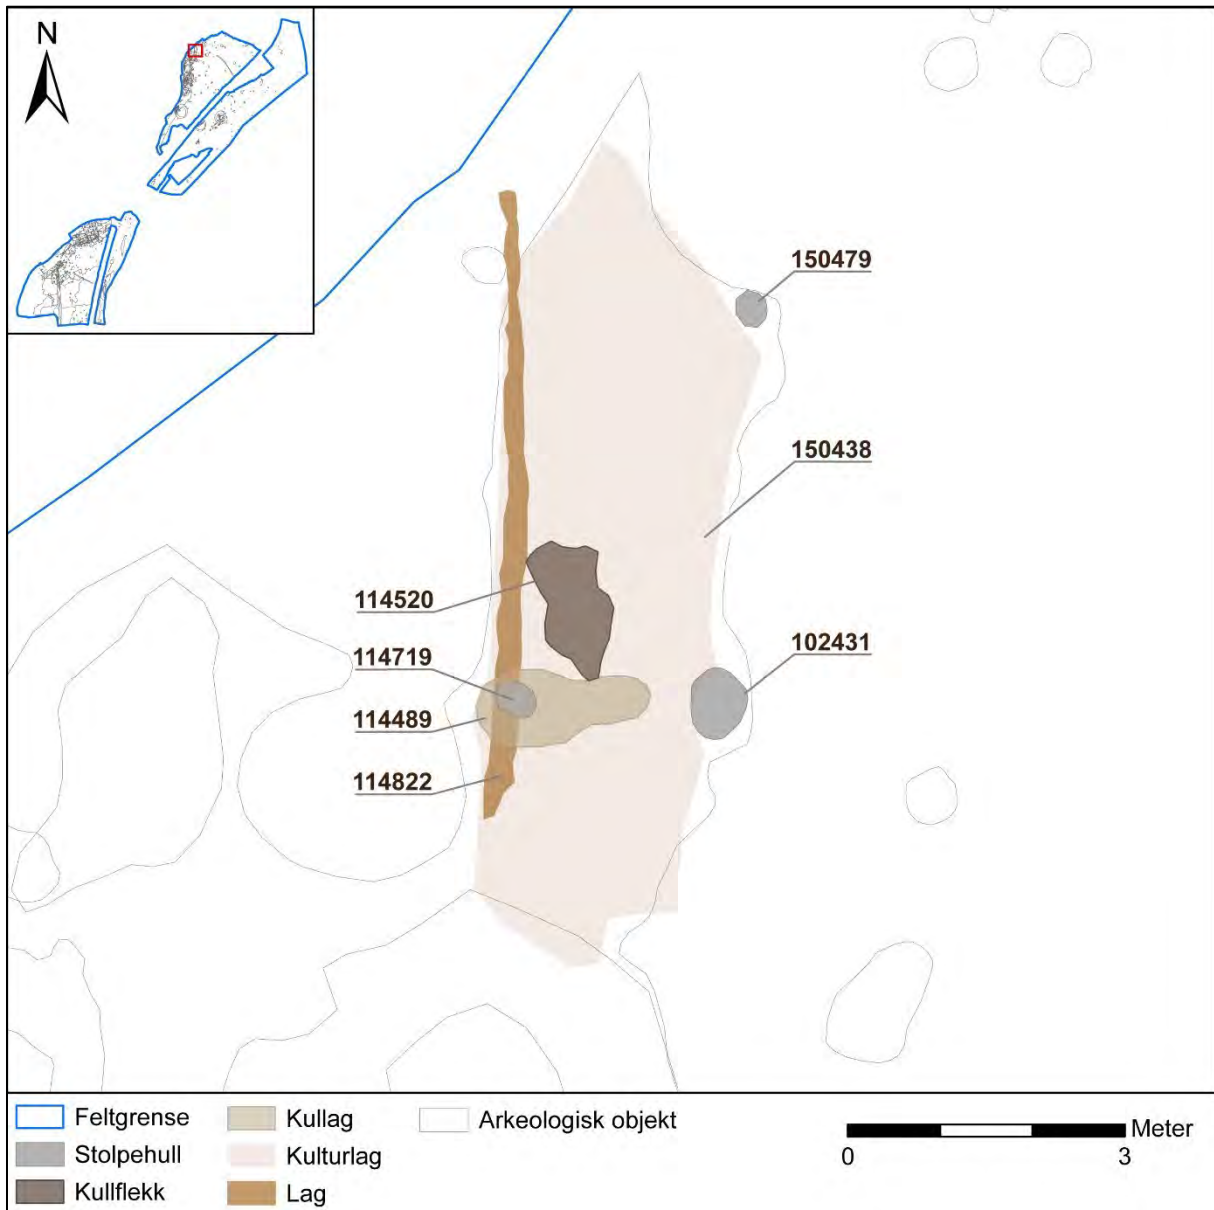 N
150479
150438
114520
114719
102431
114489
114822
Feltgrense
Kullag
Arkeologisk objekt
Meter
Stolpehull
Kulturlag
0
3
Kullflekk
Lag